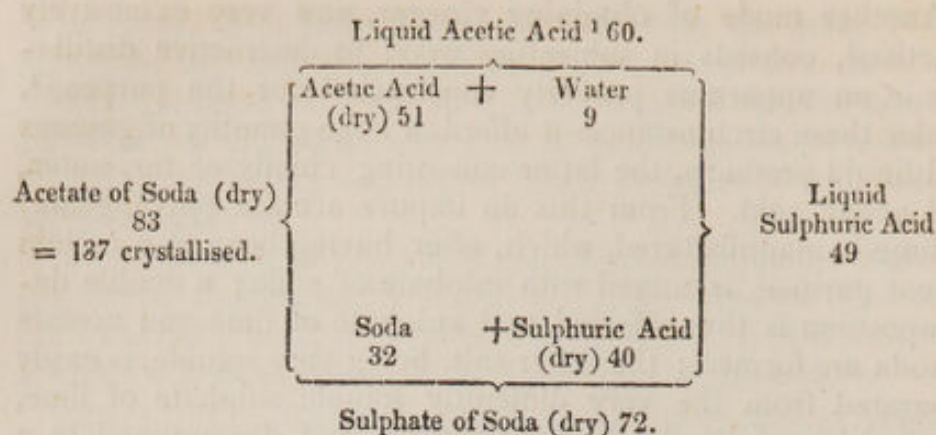 Liquid Acetic Acid ¹ 60.
Acetic Acid + Water
(dry) 51 9
Acetate of Soda (dry)
83
= 137 crystallised.
Liquid
Sulphuric Acid
49
Soda + Sulphuric Acid
32 (dry) 40
Sulphate of Soda (dry) 72.